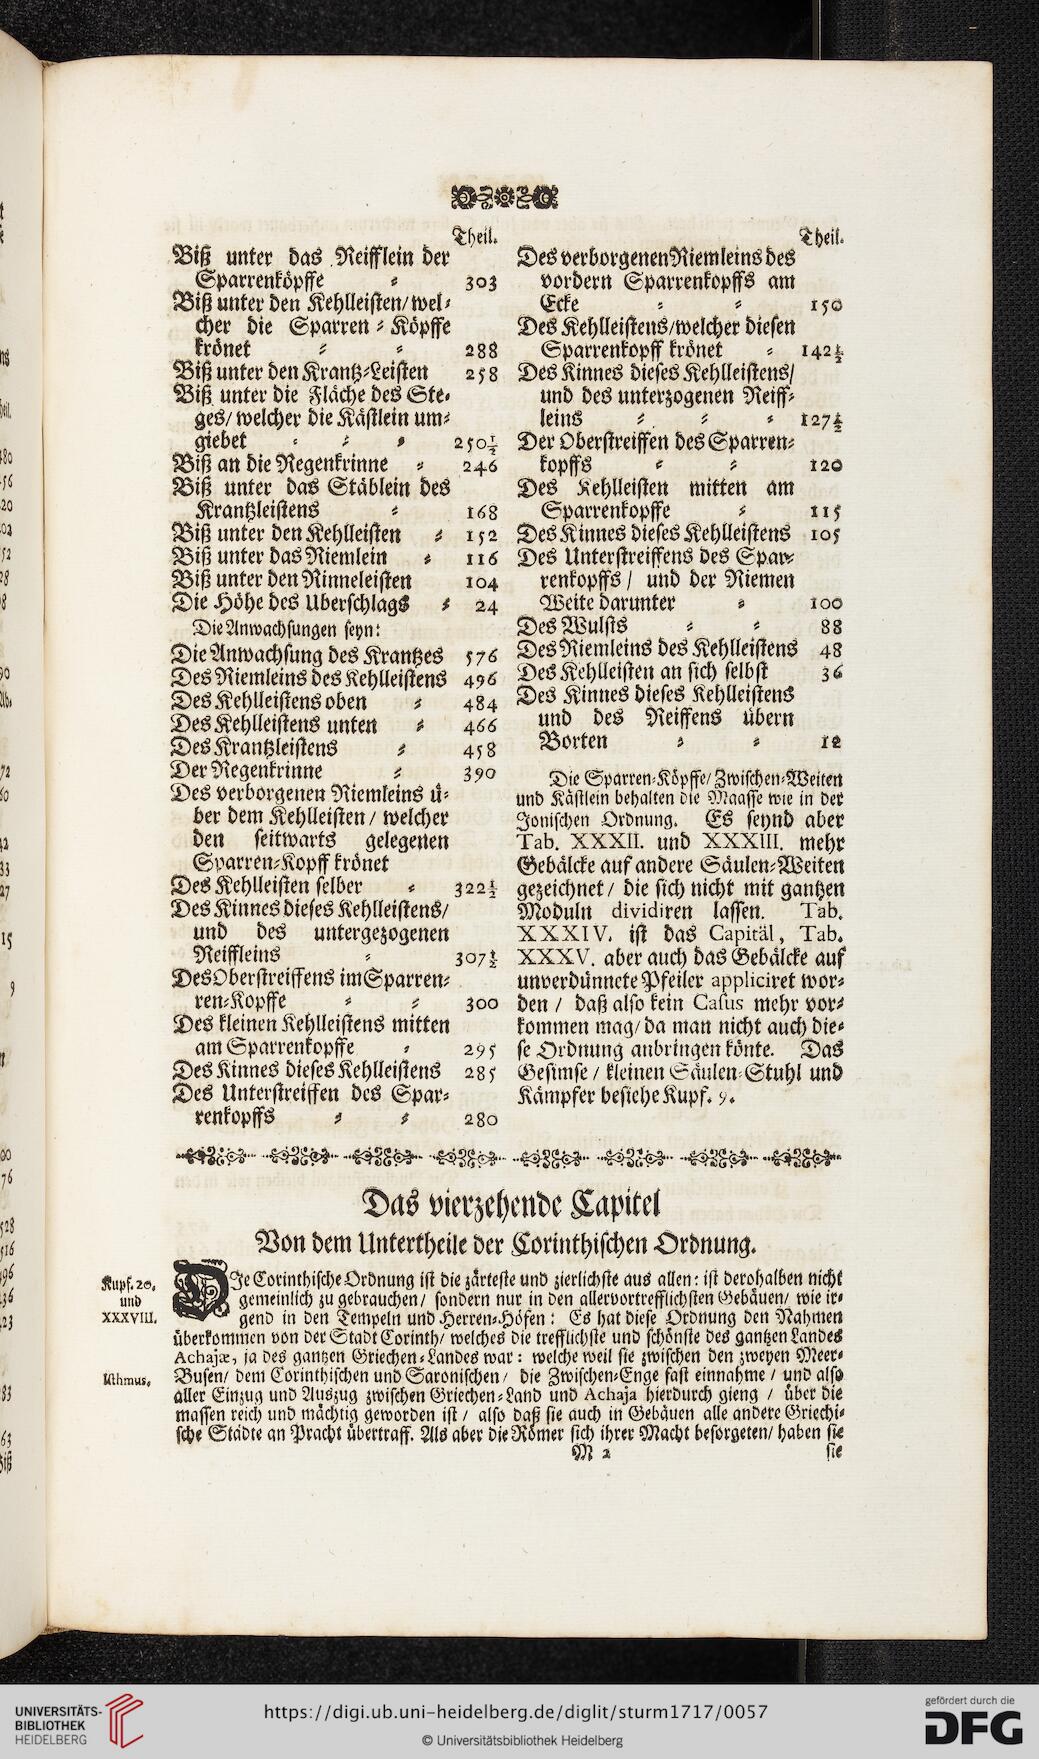 Theil.
Biß unter das Reifflein der
Sparrenköpffe ⸗ 303
Biß unter den Kehlleisten/ wel⸗
cher die Sparren⸗Köpffe
krönet ⸗ ⸗ 288
Biß unter den Krantz⸗Leisten 258
Biß unter die Fläche des Ste⸗
ges/ welcher die Kästlein um⸗
giebet ⸗ ⸗ ⸗ 250½
Biß an die Regenkrinne ⸗ 246
Biß unter das Stäblein des
Krantzleistens ⸗ 168
Biß unter den Kehlleisten ⸗ 152
Biß unter das Riemlein ⸗ 116
Biß unter den Rinneleisten 104
Die Höhe des Uberschlags ⸗ 24
Die Anwachsungen seyn:
Die Anwachsung des Krantzes 576
Des Riemleins des Kehlleistens 496
Des Kehlleistens oben ⸗ 484
Des Kehlleistens unten ⸗ 466
Des Krantzleistens ⸗ 458
Der Regenkrinne ⸗ 390
Des verborgenen Riemleins ü⸗
ber dem Kehlleisten / welcher
den seitwarts gelegenen
Sparren⸗Kopff krönet
Des Kehlleisten selber ⸗ 322½
Des Kinnes dieses Kehlleistens/
und des untergezogenen
Reiffleins ⸗ 307½
Des Oberstreiffens im Sparren⸗
ren⸗Kopffe ⸗ ⸗ 300
Des kleinen Kehlleistens mitten
am Sparrenkopffe ⸗ 295
Des Kinnes dieses Kehlleistens 285
Des Unterstreiffen des Spar⸗
renkopffs ⸗ ⸗ 280
Theil.
Des verborgenen Riemleins des
vordern Sparrenkopffs am
Ecke ⸗ ⸗ 150
Des Kehlleistens/welcher diesen
Sparrenkopff krönet ⸗ 142½
Des Kinnes dieses Kehlleistens/
und des unterzogenen Reiff⸗
leins ⸗ ⸗ ⸗ 127½
Der Oberstreiffen des Sparren⸗
kopffs ⸗ ⸗ 120
Des Kehlleisten mitten am
Sparrenkopffe ⸗ 115
Des Kinnes dieses Kehlleistens 105
Des Unterstreiffens des Spar⸗
renkopffs / und der Riemen
Weite darunter ⸗ 100
Des Wulsts ⸗ ⸗ 88
Des Riemleins des Kehlleistens 48
Des Kehlleisten an sich selbst 36
Des Kinnes dieses Kehlleistens
und des Reiffens übern
Borten ⸗ ⸗ 12
Die Sparren⸗Köpffe/ Zwischen⸗Weiten
und Kästlein behalten die Maasse wie in der
Jonischen Ordnung. Es seynd aber
Tab. XXXII. und XXXIII. mehr
Gebälcke auf andere Säulen⸗Weiten
gezeichnet / die sich nicht mit gantzen
Moduln dividiren lassen. Tab.
XXXIV. ist das Capitäl, Tab.
XXXV. aber auch das Gebälcke auf
unverdünnete Pfeiler appliciret wor⸗
den / daß also kein Casus mehr vor⸗
kommen mag/ da man nicht auch die⸗
se Ordnung anbringen könte. Das
Gesimse / kleinen Säulen⸗Stuhl und
Kämpfer besiehe Kupf. 9.
Das vierzehende Capitel
Von dem Untertheile der Corinthischen Ordnung.
Kupf. 20.
und
XXXVIII.
DJe Corinthische Ordnung ist die zärteste und zierlichste aus allen: ist derohalben nicht
gemeinlich zu gebrauchen/ sondern nur in den allervortrefflichsten Gebäuen/ wie ir⸗
gend in den Tempeln und Herren⸗Höfen: Es hat diese Ordnung den Nahmen
überkommen von der Stadt Corinth/ welches die trefflichste und schönste des gantzen Landes
Achajæ, ja des gantzen Griechen⸗Landes war: welche weil sie zwischen den zweyen Meer⸗
Isthmus.
Busen/ dem Corinthischen und Saronischen / die Zwischen⸗Enge fast einnahme / und also
aller Einzug und Auszug zwischen Griechen⸗Land und Achaja hierdurch gieng / über die
massen reich und mächtig geworden ist / also daß sie auch in Gebäuen alle andere Griechi⸗
sche Städte an Pracht übertraff. Als aber die Römer sich ihrer Macht besorgeten/ haben sie
M 2 sie
UNIVERSITÄTS-
BIBLIOTHEK
HEIDELBERG
https://digi.ub.uni-heidelberg.de/diglit/sturm1717/0057
© Universitätsbibliothek Heidelberg
gefördert durch die
DFG